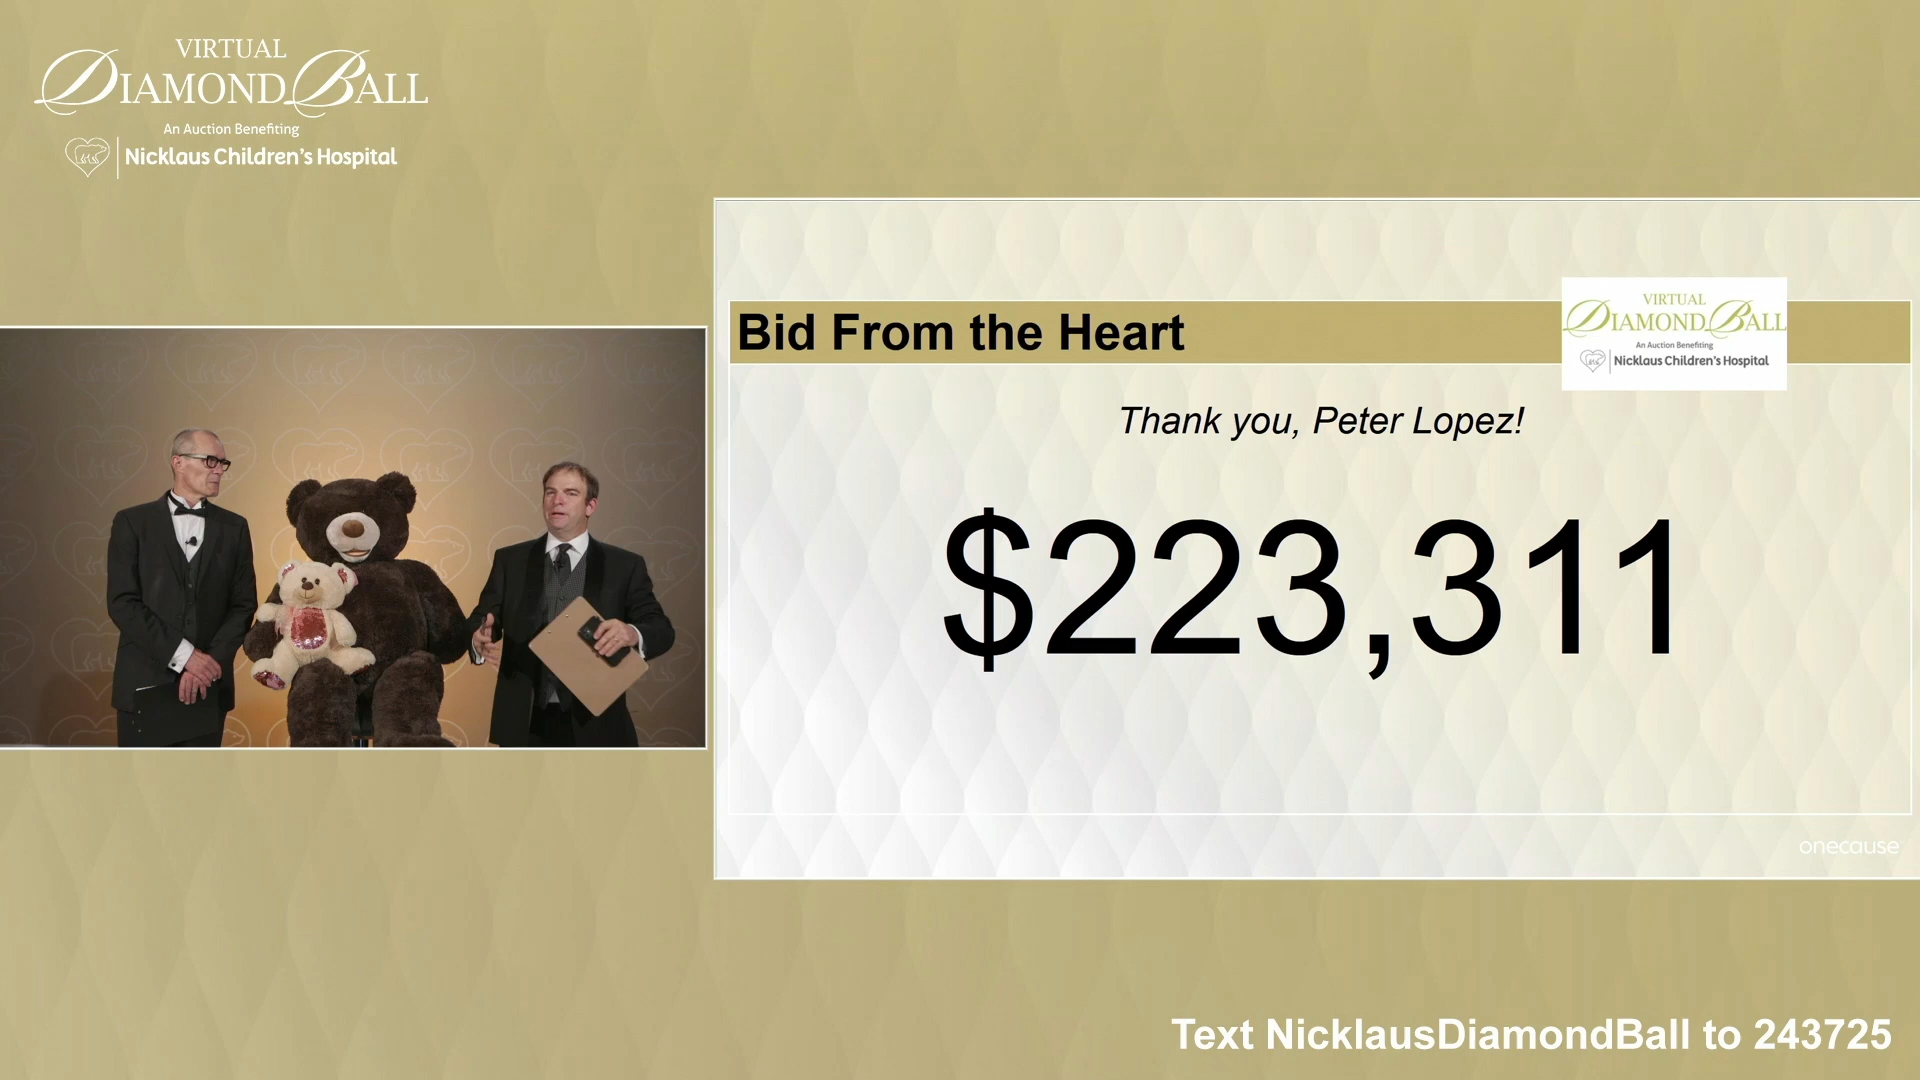 VIRTUAL
DIAMOND BALL
An Auction Benefiting
Nicklaus Children's Hospital
Bid From the Heart
VIRTUAL
DIAMOND BALL
An Auction Benefiting
Nicklaus Children's Hospital
Thank you, Peter Lopez!
$223,311
onecause
Text NicklausDiamondBall to 243725